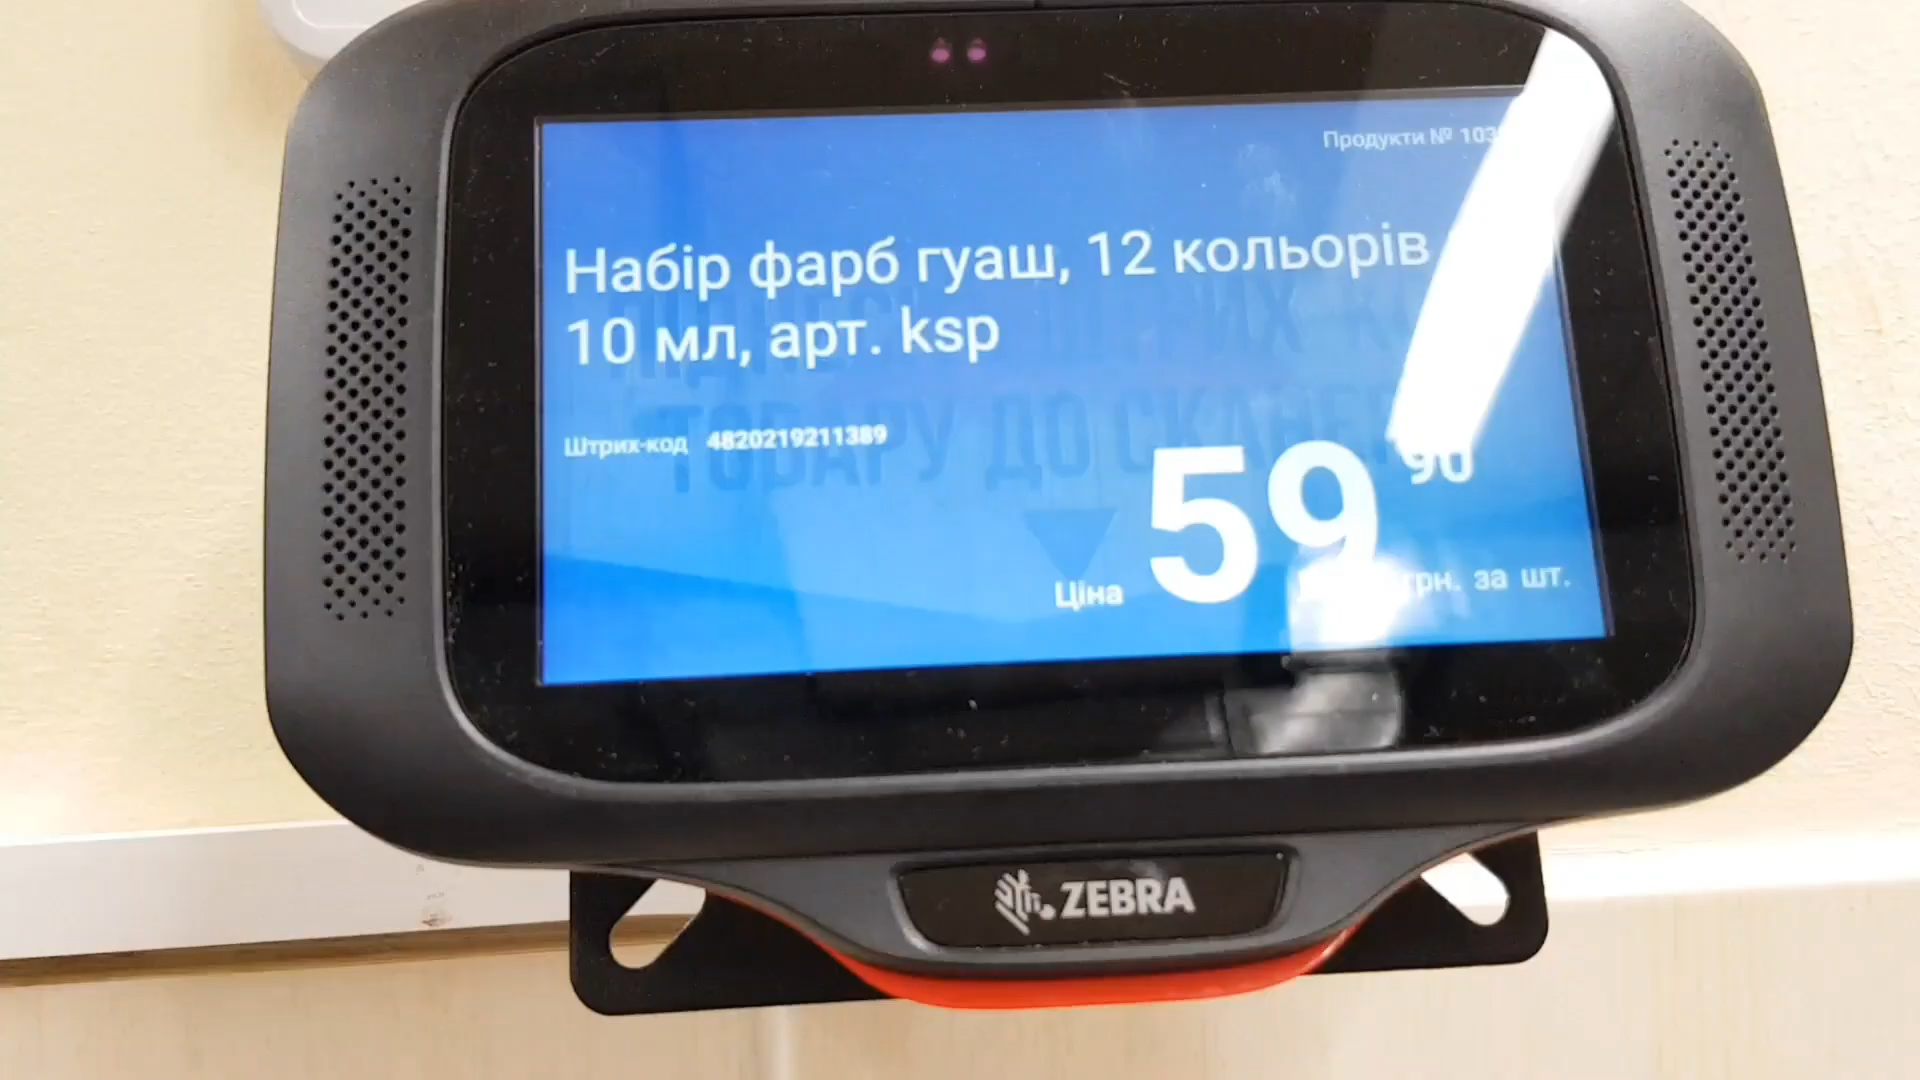 Продукти №
Набір фарб гуаш, 12 кольорів
10 мл, арт. ksp
Штрих-код 4820219211389
59 90
Ціна грн. за шт.
ZEBRA